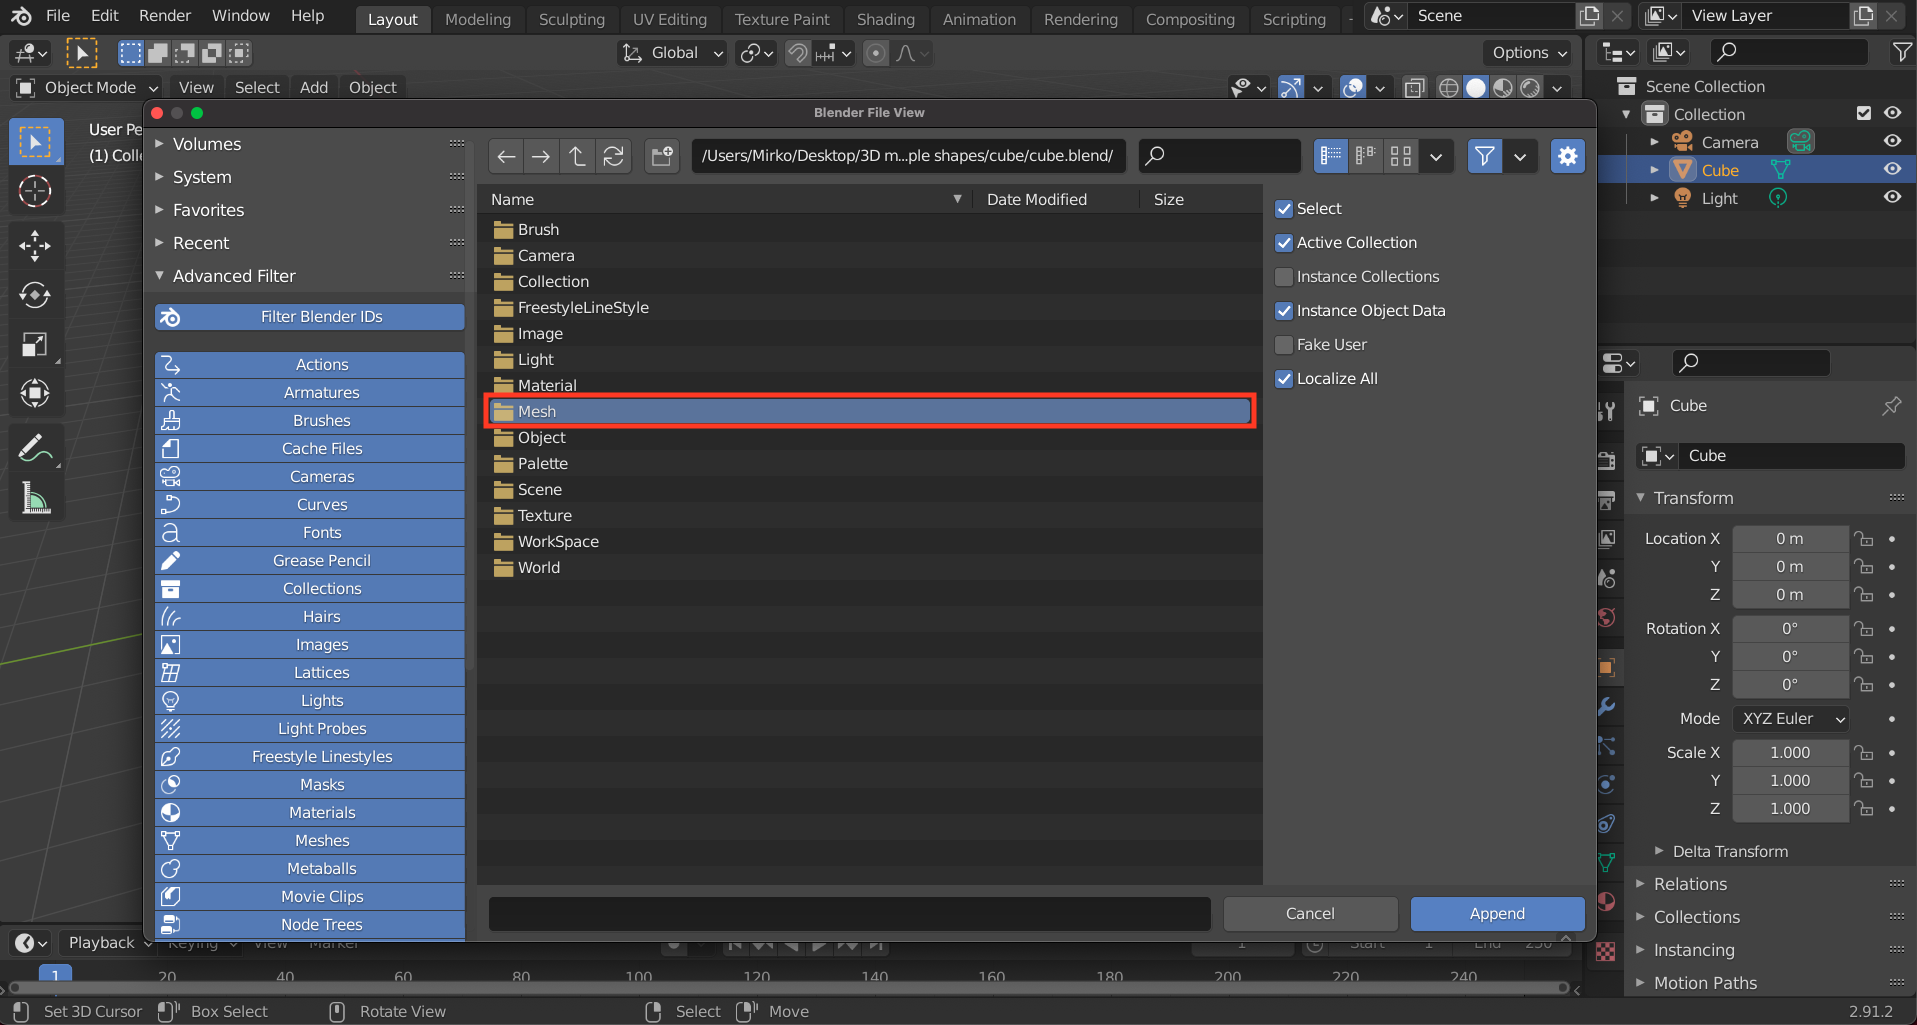 File Edit Render Window Help Layout Modeling Sculpting UV Editing Texture Paint Shading Animation Rendering Compositing Scripting Scene View Layer
Global Options
Object Mode View Select Add Object
User Pe
(1) Colle
Blender File View
Volumes
System
Favorites
Recent
Advanced Filter
Filter Blender IDs
Actions
Armatures
Brushes
Cache Files
Cameras
Curves
Fonts
Grease Pencil
Collections
Hairs
Images
Lattices
Lights
Light Probes
Freestyle Linestyles
Masks
Materials
Meshes
Metaballs
Movie Clips
Node Trees
/Users/Mirko/Desktop/3D m...ple shapes/cube/cube.blend/
Name Date Modified Size
Brush
Camera
Collection
FreestyleLineStyle
Image
Light
Material
Mesh
Object
Palette
Scene
Texture
WorkSpace
World
Select
Active Collection
Instance Collections
Instance Object Data
Fake User
Localize All
Cancel Append
Scene Collection
Collection
Camera
Cube
Light
Cube
Cube
Transform
Location X 0 m
Y 0 m
Z 0 m
Rotation X 0°
Y 0°
Z 0°
Mode XYZ Euler
Scale X 1.000
Y 1.000
Z 1.000
Delta Transform
Relations
Collections
Instancing
Motion Paths
Playback Keying View Marker 1 Start 1 End 250
1 20 40 60 80 100 120 140 160 180 200 220 240
Set 3D Cursor Box Select Rotate View Select Move 2.91.2